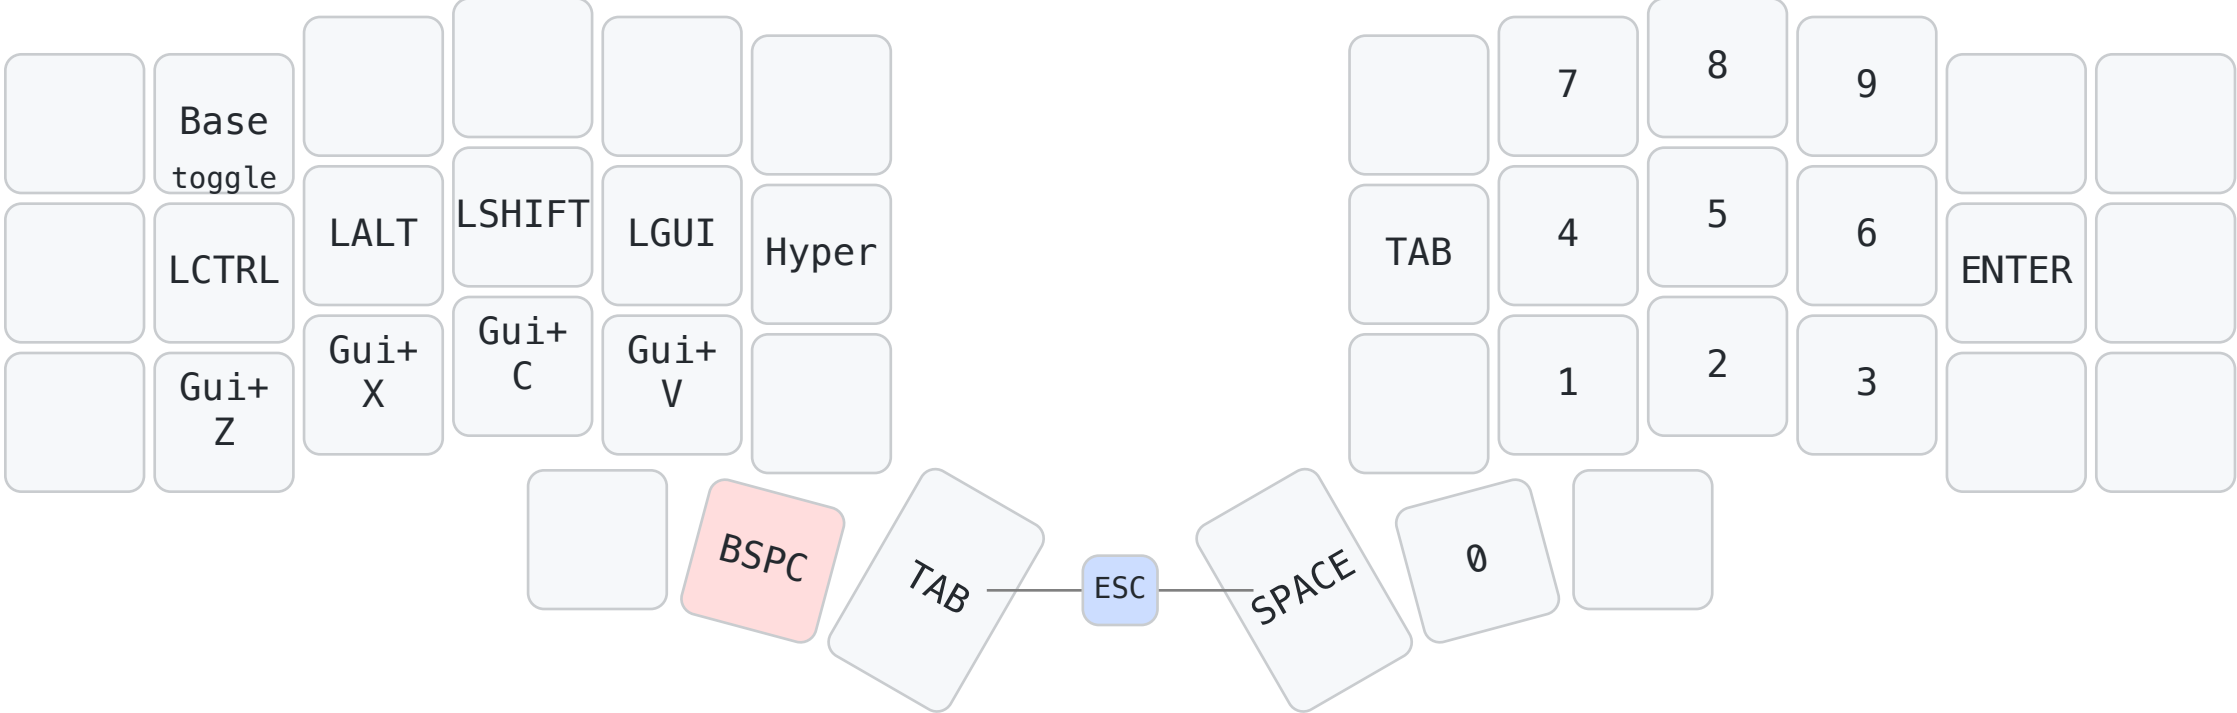 Base
toggle
7
8
9
LCTRL
LALT
LSHIFT
LGUI
Hyper
TAB
4
5
6
ENTER
Gui+
Z
Gui+
X
Gui+
C
Gui+
V
1
2
3
BSPC
TAB
ESC
SPACE
0